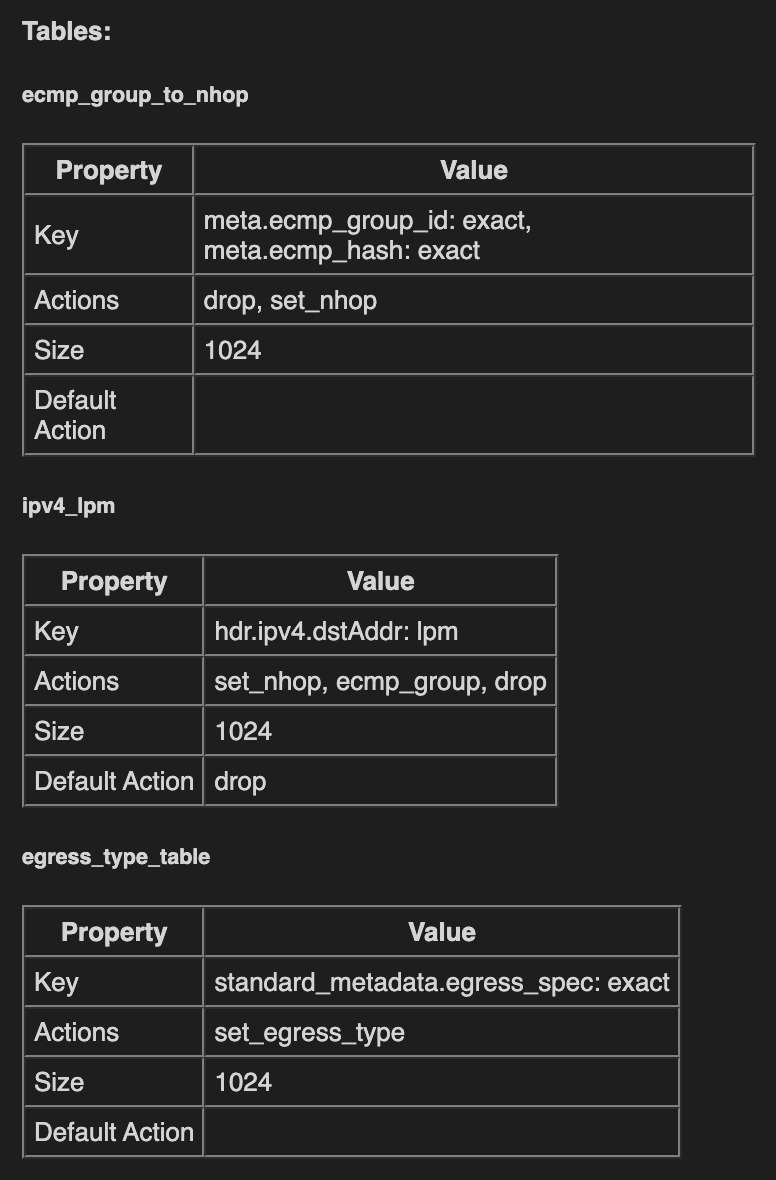 Tables:
ecmp_group_to_nhop
Property Value
Key meta.ecmp_group_id: exact,
meta.ecmp_hash: exact
Actions drop, set_nhop
Size 1024
Default
Action
ipv4_lpm
Property Value
Key hdr.ipv4.dstAddr: lpm
Actions set_nhop, ecmp_group, drop
Size 1024
Default Action drop
egress_type_table
Property Value
Key standard_metadata.egress_spec: exact
Actions set_egress_type
Size 1024
Default Action